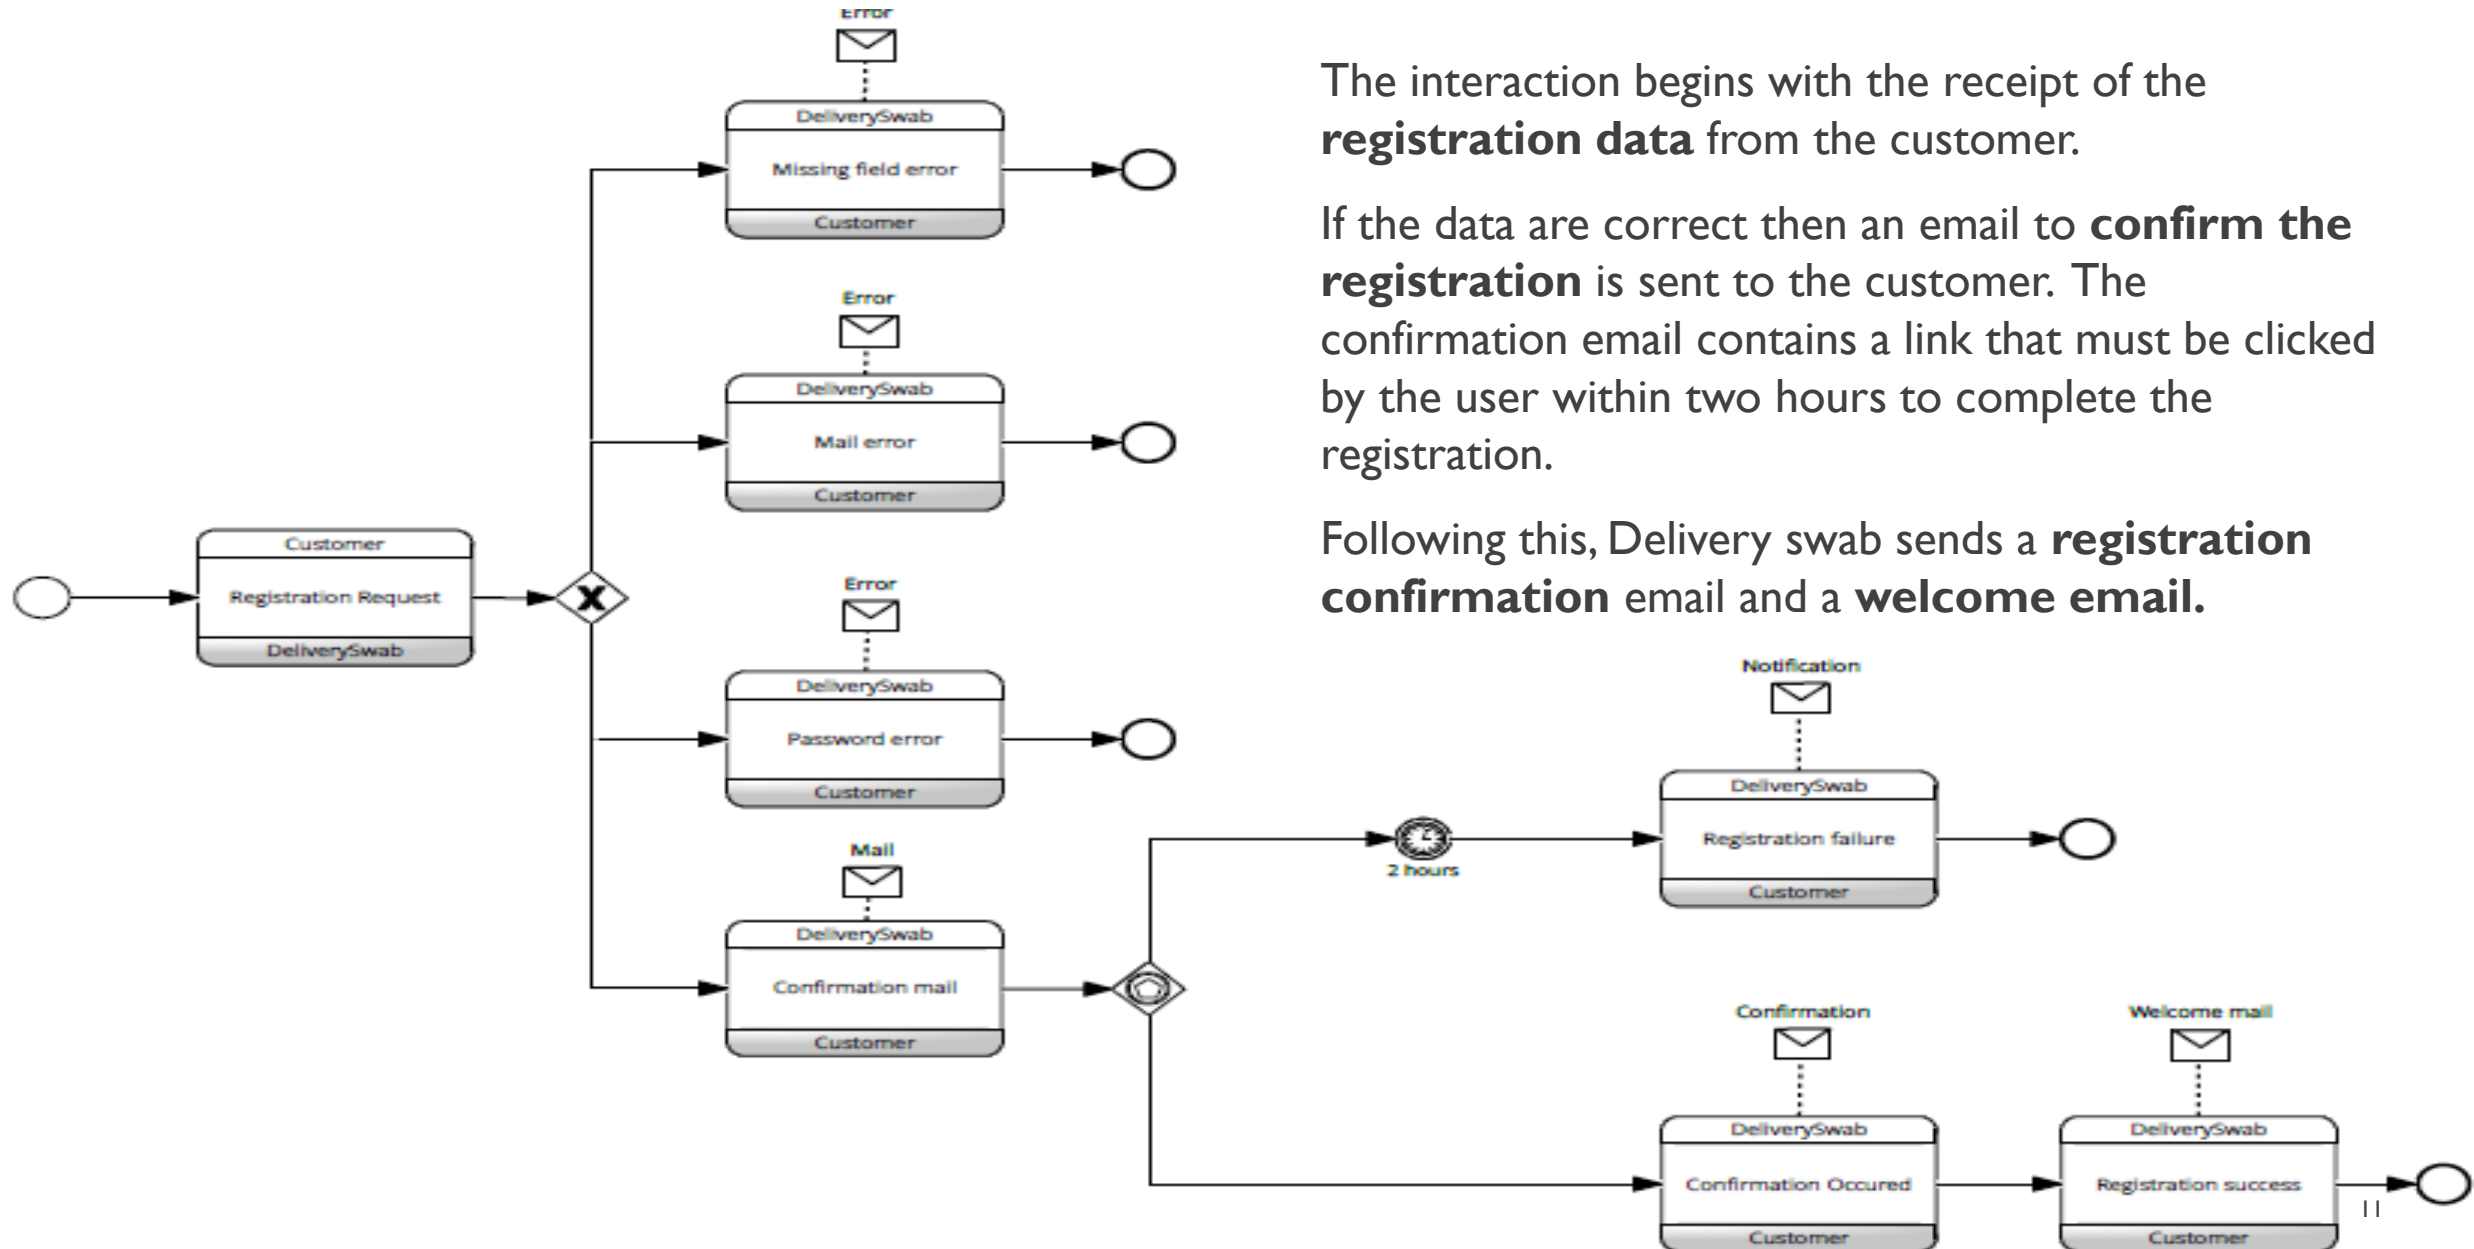 Error
DeliverySwab
Missing field error
Customer
Error
DeliverySwab
Mail error
Customer
Customer
Registration Request
DeliverySwab
Error
DeliverySwab
Password error
Customer
Mail
DeliverySwab
Confirmation mail
Customer
The interaction begins with the receipt of the
registration data from the customer.
If the data are correct then an email to confirm the
registration is sent to the customer. The
confirmation email contains a link that must be clicked
by the user within two hours to complete the
registration.
Following this, Delivery swab sends a registration
confirmation email and a welcome email.
2 hours
Notification
DeliverySwab
Registration failure
Customer
Confirmation
DeliverySwab
Confirmation Occured
Customer
Welcome mail
DeliverySwab
Registration success
Customer
11